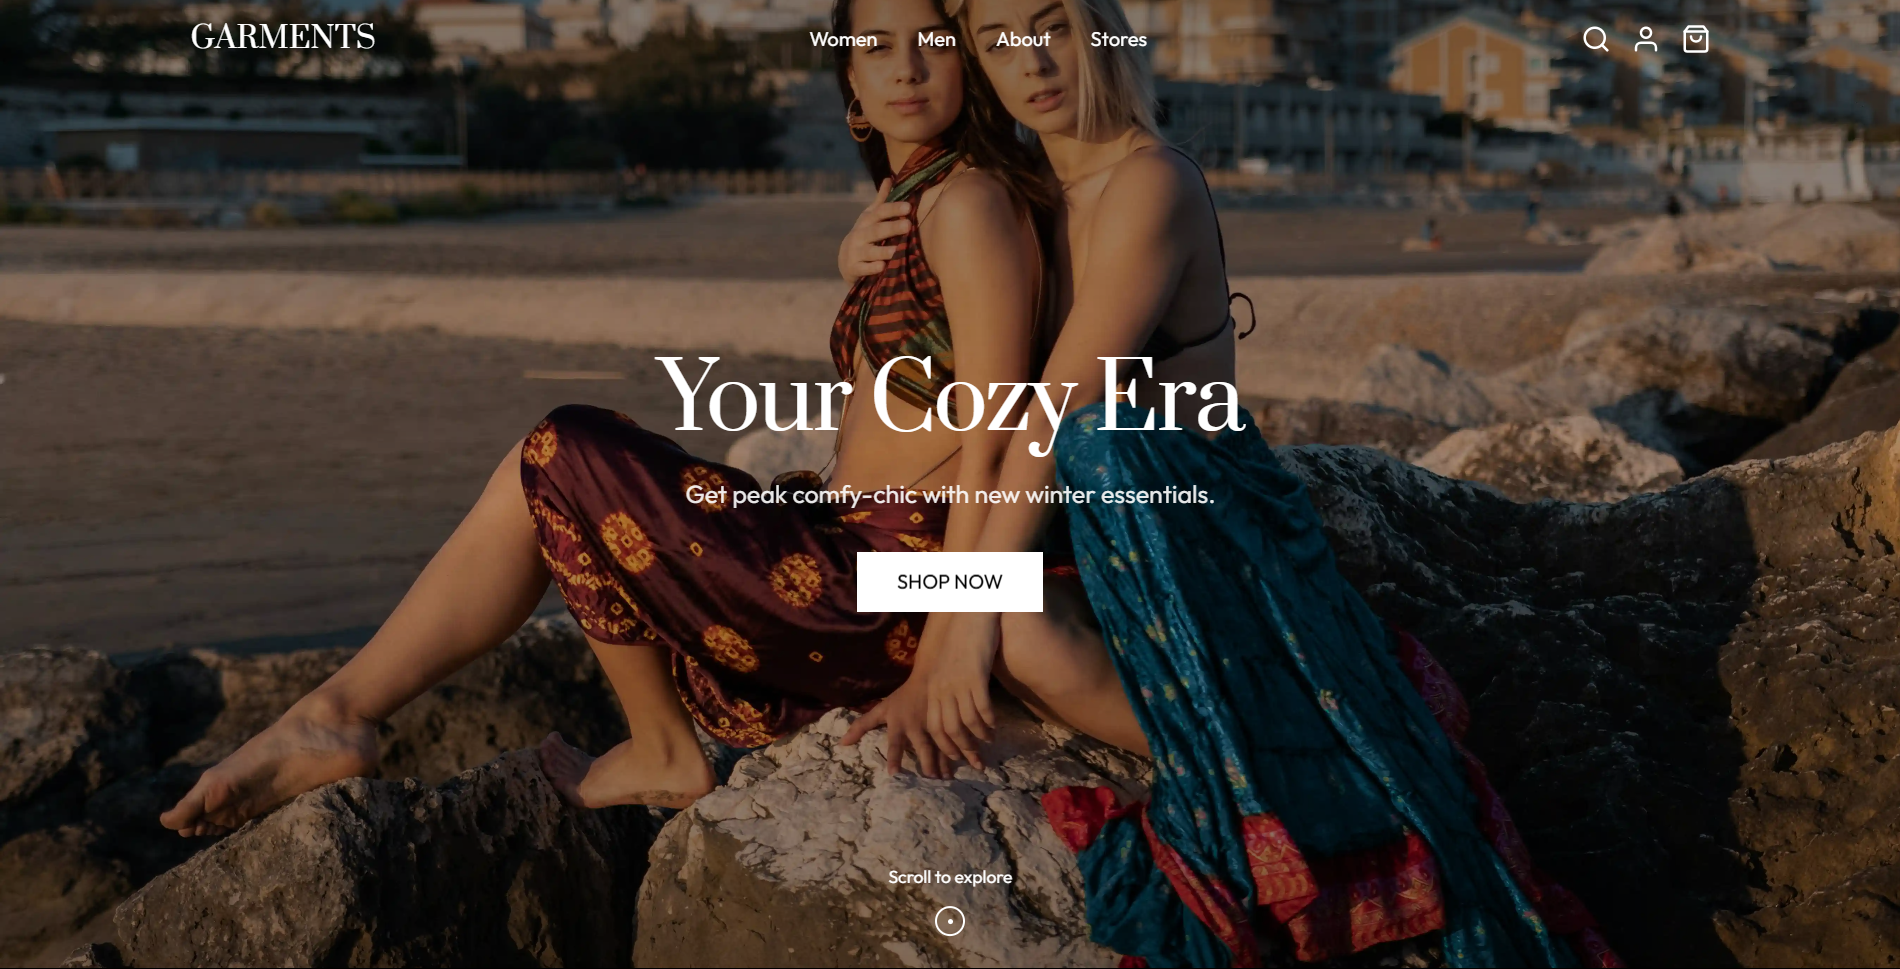 GARMENTS
Women Men About Stores
Your Cozy Era
Get peak comfy-chic with new winter essentials.
SHOP NOW
Scroll to explore